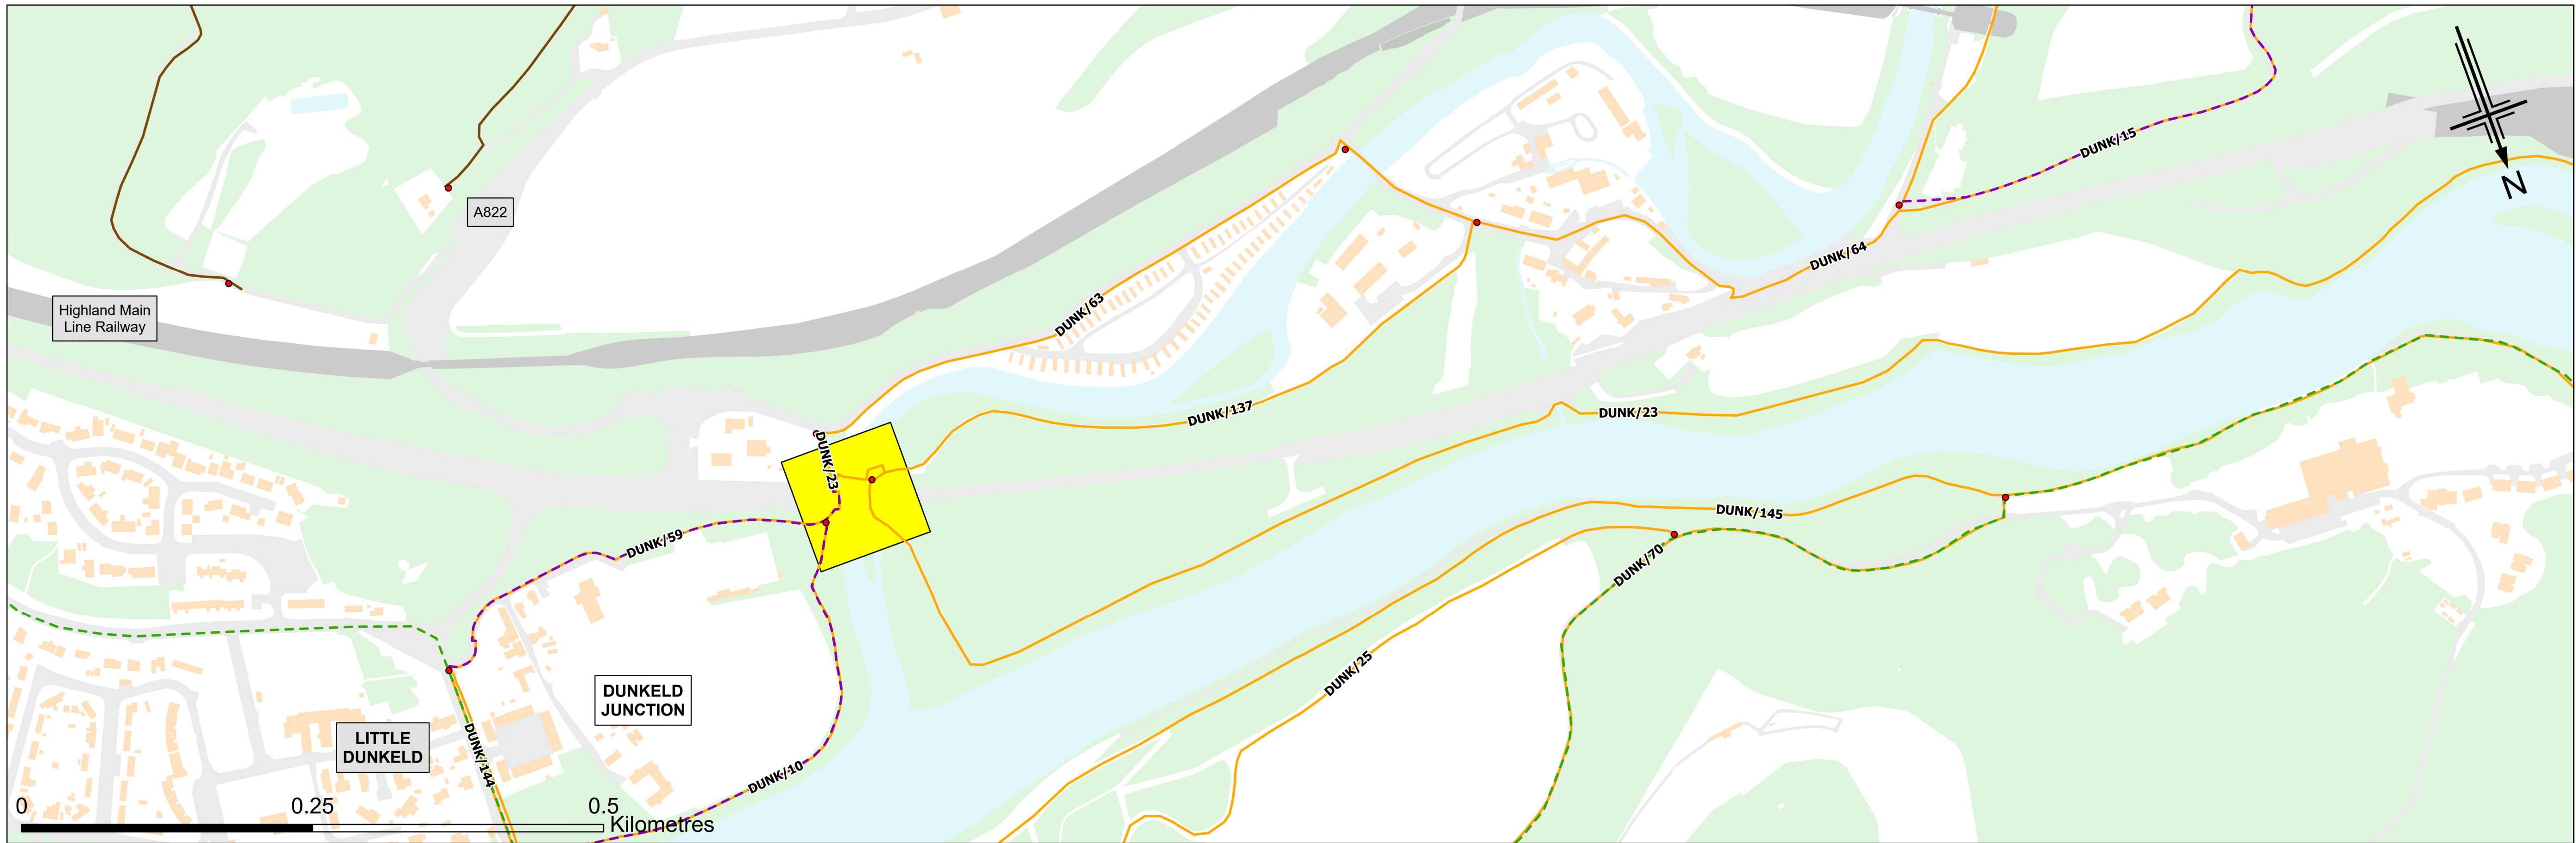 DUNK/15
N
A822
DUNK/64
Highland Main
Line Railway
DUNK/63
DUNK/137
DUNK/23
DUNK/23
DUNK/145
DUNK/59
DUNK/70
DUNK/25
DUNKELD
JUNCTION
LITTLE
DUNKELD
DUNK/144
DUNK/10
0
0.25
0.5
Kilometres